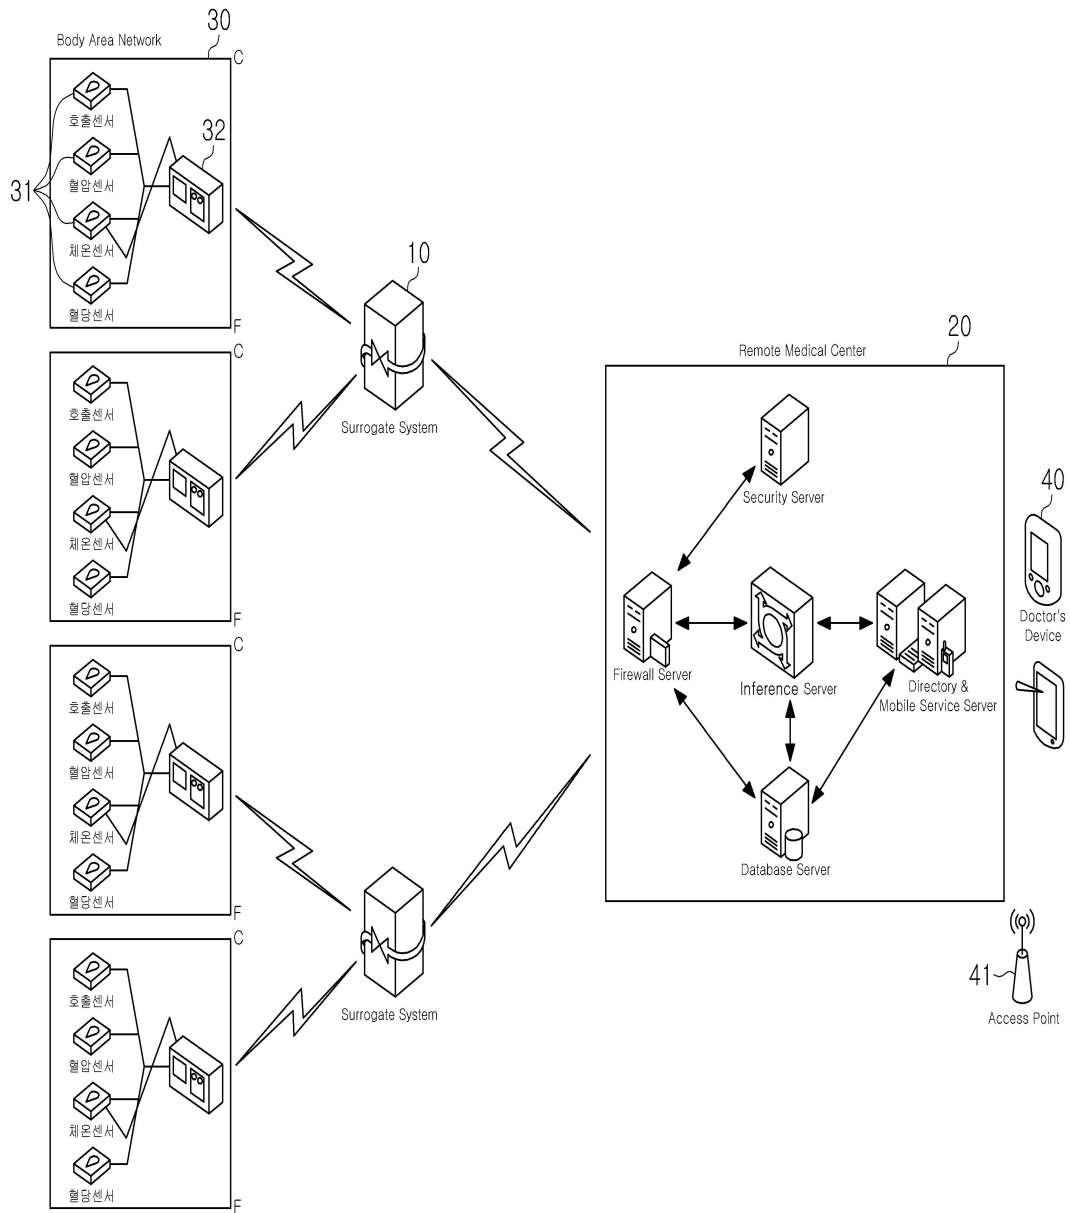 30
Body Area Network
C
호출센서
32
혈압센서
31
체온센서
혈당센서
F
10
Surrogate System
C
호출센서
혈압센서
체온센서
혈당센서
F
C
호출센서
혈압센서
체온센서
혈당센서
F
Surrogate System
C
호출센서
혈압센서
체온센서
혈당센서
F
20
Remote Medical Center
Security Server
Firewall Server
Inference Server
Directory &
Mobile Service Server
Database Server
40
Doctor's
Device
41
Access Point